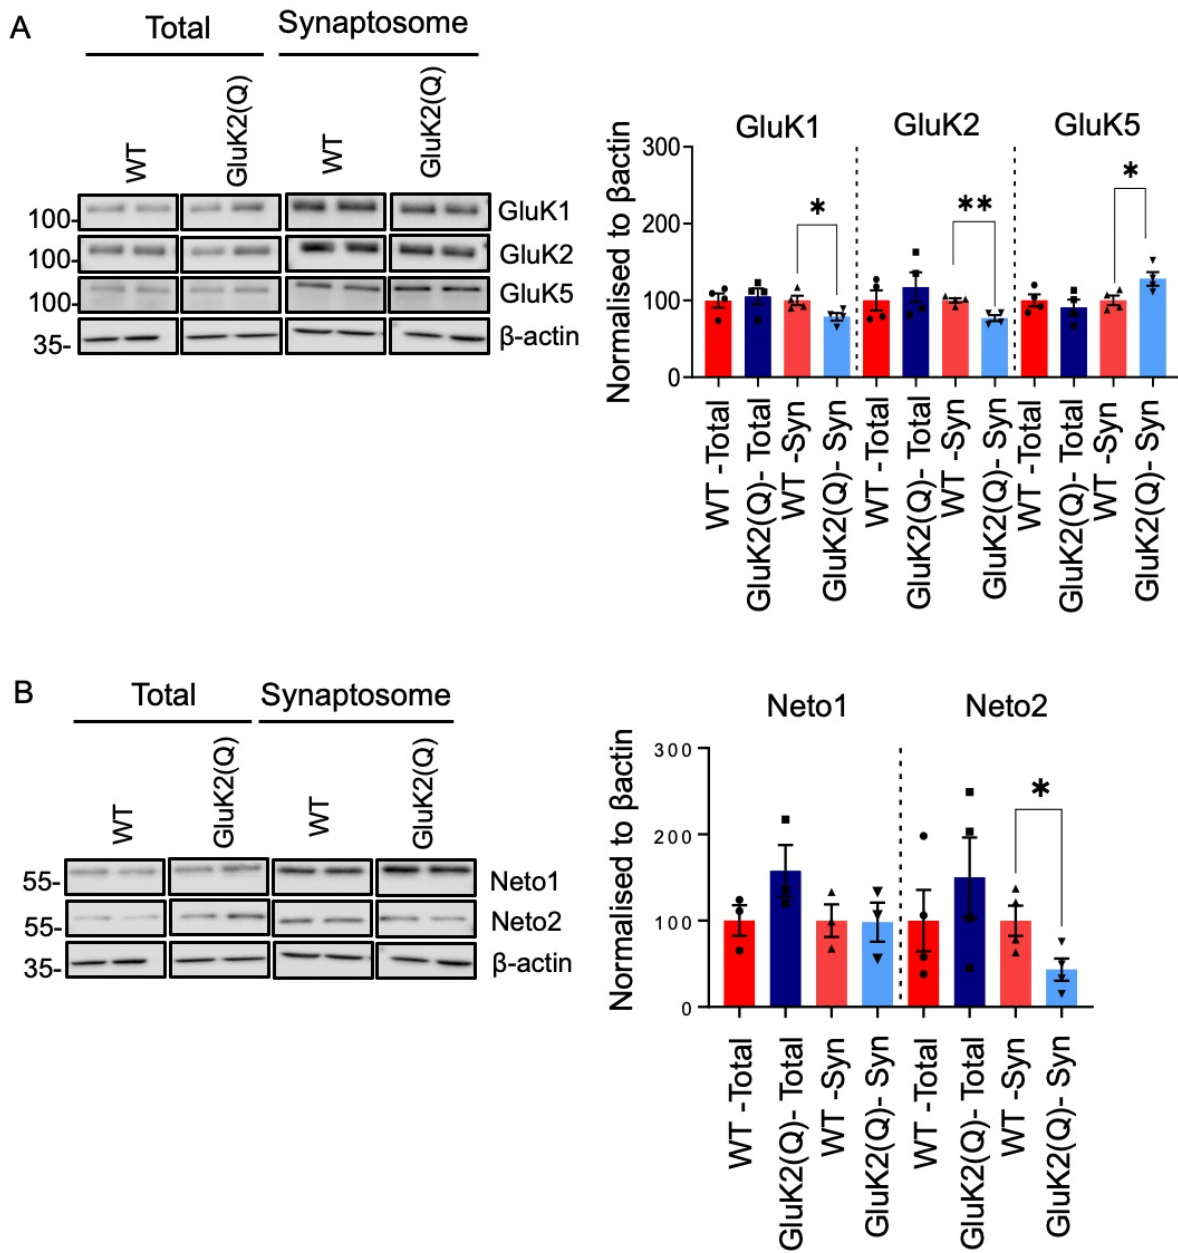 A
Total
Synaptosome
WT
GluK2(Q)
WT
GluK2(Q)
100-
GluK1
100-
GluK2
100-
GluK5
35-
β-actin
GluK1
GluK2
GluK5
Normalised to βactin
300
200
100
0
*
**
*
WT -Total
GluK2(Q)- Total
WT -Syn
GluK2(Q)- Syn
WT -Total
GluK2(Q)- Total
WT -Syn
GluK2(Q)- Syn
WT -Total
GluK2(Q)- Total
WT -Syn
GluK2(Q)- Syn
B
Total
Synaptosome
WT
GluK2(Q)
WT
GluK2(Q)
55-
Neto1
55-
Neto2
35-
β-actin
Neto1
Neto2
Normalised to βactin
300
200
100
0
*
WT -Total
GluK2(Q)- Total
WT -Syn
GluK2(Q)- Syn
WT -Total
GluK2(Q)- Total
WT -Syn
GluK2(Q)- Syn